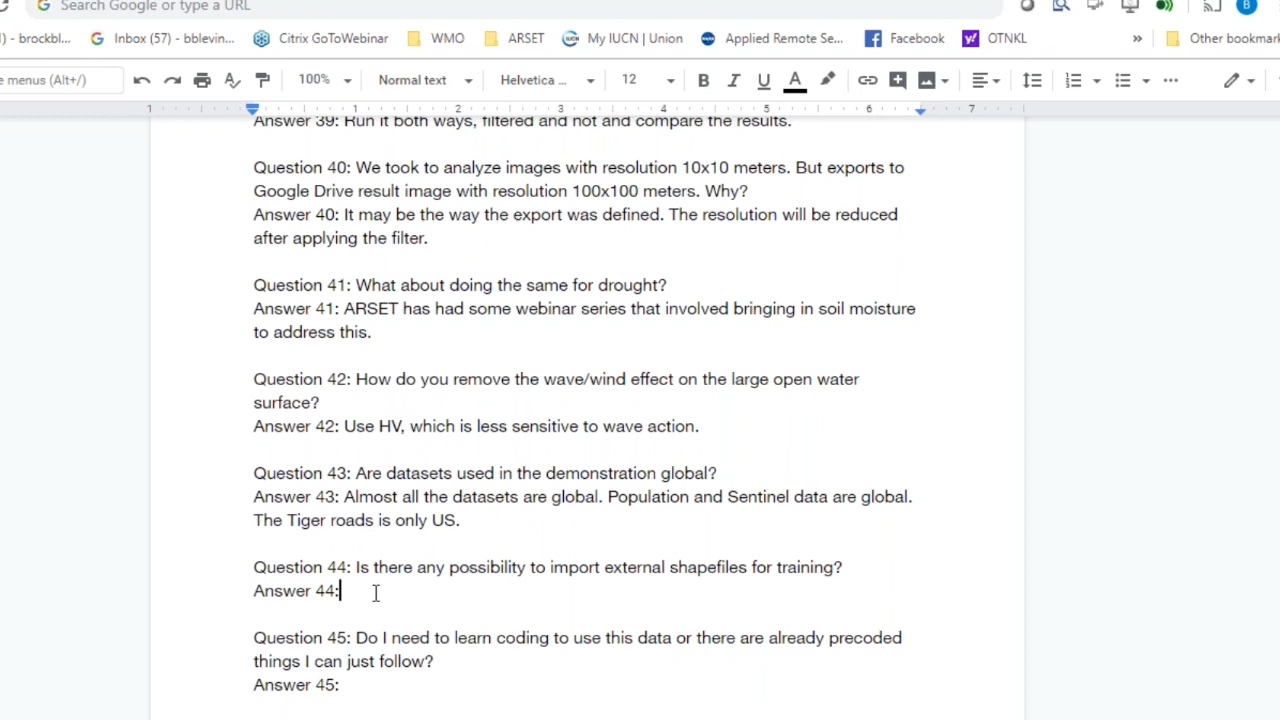 Search Google or type a URL
) - brockbl... Inbox (57) - bblevin... Citrix GoToWebinar WMO ARSET My IUCN | Union Applied Remote Se... Facebook OTNKL » Other bookmar
e menus (Alt+/) 100% Normal text Helvetica ... 12 B I U A
1 1 2 3 4 5 6 7
Answer 39: Run it both ways, filtered and not and compare the results.
Question 40: We took to analyze images with resolution 10x10 meters. But exports to
Google Drive result image with resolution 100x100 meters. Why?
Answer 40: It may be the way the export was defined. The resolution will be reduced
after applying the filter.
Question 41: What about doing the same for drought?
Answer 41: ARSET has had some webinar series that involved bringing in soil moisture
to address this.
Question 42: How do you remove the wave/wind effect on the large open water
surface?
Answer 42: Use HV, which is less sensitive to wave action.
Question 43: Are datasets used in the demonstration global?
Answer 43: Almost all the datasets are global. Population and Sentinel data are global.
The Tiger roads is only US.
Question 44: Is there any possibility to import external shapefiles for training?
Answer 44:
Question 45: Do I need to learn coding to use this data or there are already precoded
things I can just follow?
Answer 45: